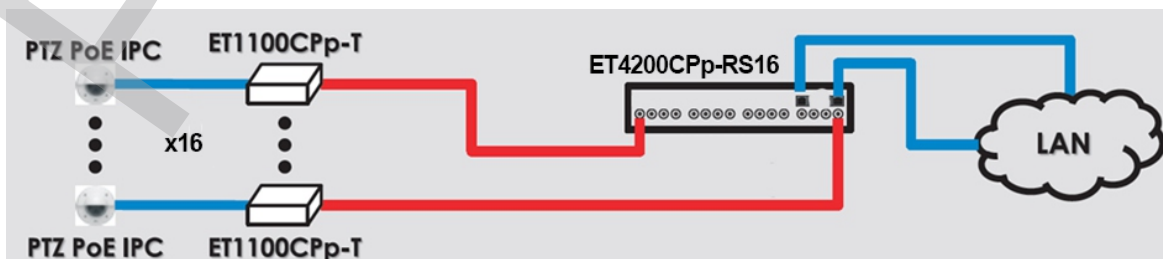 PTZ PoE IPC
ET1100CPp-T
ET4200CPp-RS16
x16
LAN
PTZ PoE IPC
ET1100CPp-T